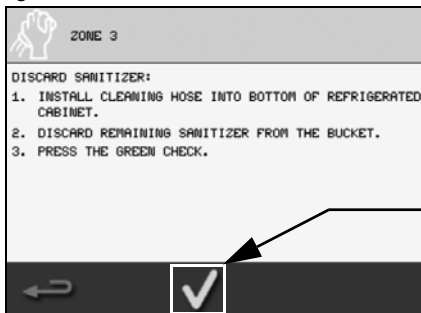 ZONE 3
DISCARD SANITIZER:
1. INSTALL CLEANING HOSE INTO BOTTOM OF REFRIGERATED
CABINET.
2. DISCARD REMAINING SANITIZER FROM THE BUCKET.
3. PRESS THE GREEN CHECK.